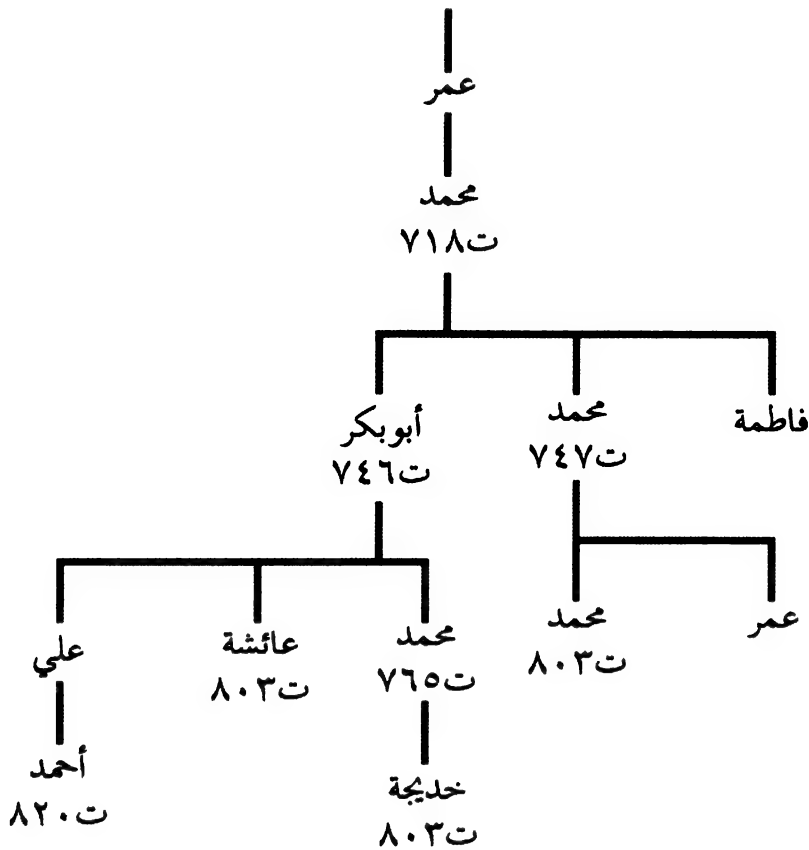 عمر
محمد
ت٧١٨
فاطمة
محمد
ت٧٤٧
أبوبكر
ت٧٤٦
عمر
محمد
ت٨٠٣
محمد
ت٧٦٥
عائشة
ت٨٠٣
علي
خديجة
ت٨٠٣
أحمد
ت٨٢٠